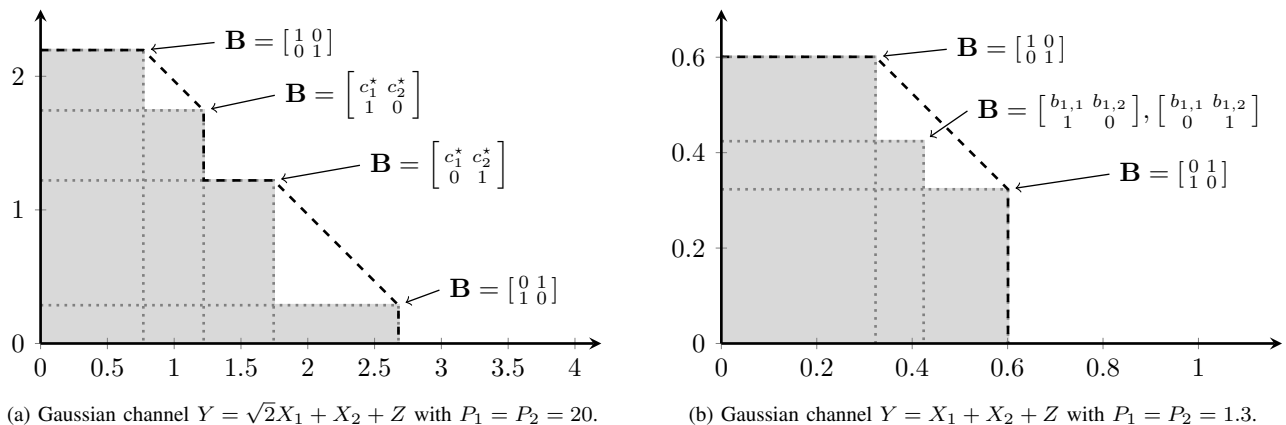 B = [1 0 0 1]
2
B = [c₁* c₂* 1 0]
B = [c₁* c₂* 0 1]
1
B = [0 1 1 0]
0
0 0.5 1 1.5 2 2.5 3 3.5 4
(a) Gaussian channel Y = √2X₁ + X₂ + Z with P₁ = P₂ = 20.
0.6
B = [1 0 0 1]
B = [b₁,₁ b₁,₂ 1 0], [b₁,₁ b₁,₂ 0 1]
0.4
B = [0 1 1 0]
0.2
0
0 0.2 0.4 0.6 0.8 1
(b) Gaussian channel Y = X₁ + X₂ + Z with P₁ = P₂ = 1.3.